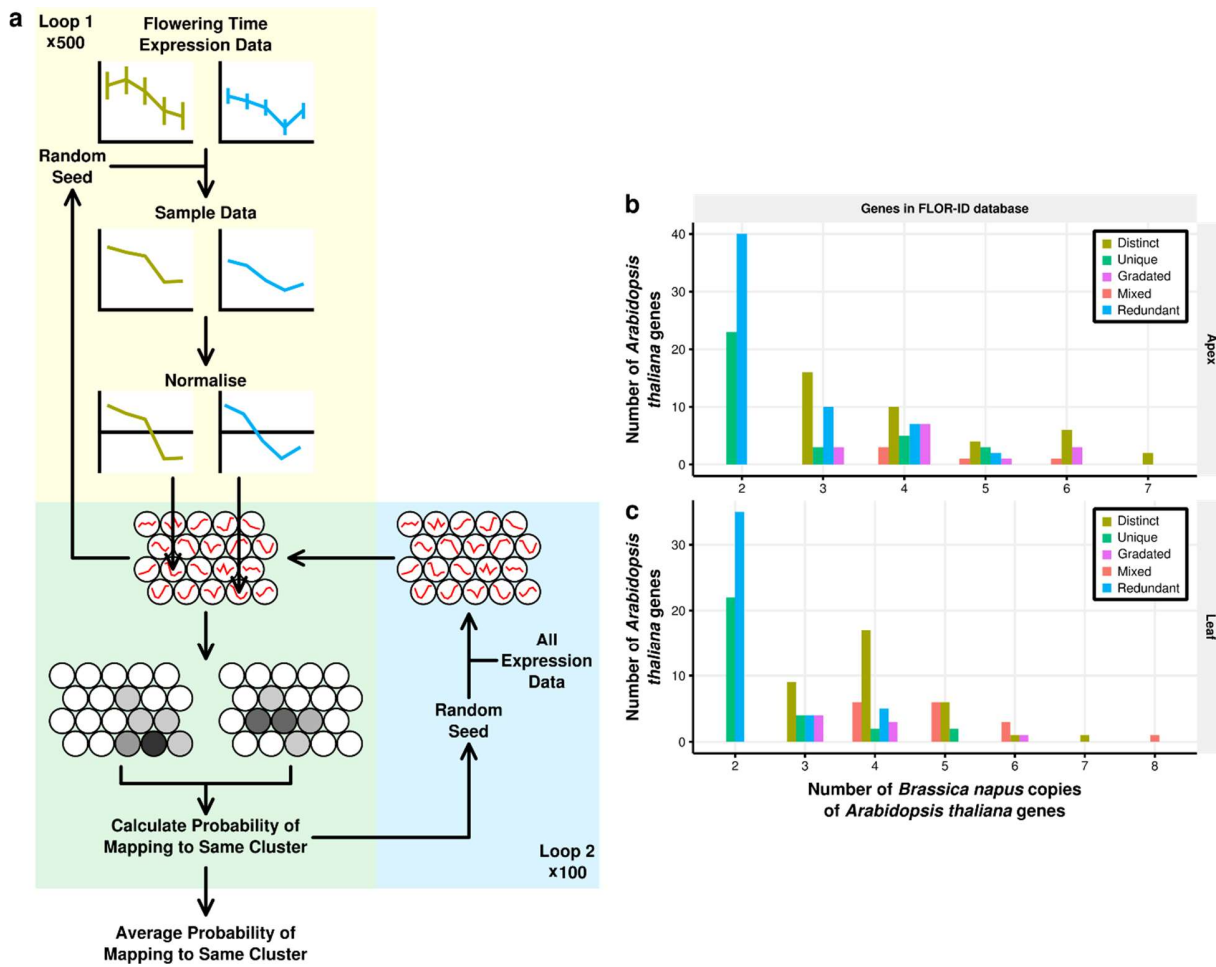 a
Loop 1
x500
Flowering Time
Expression Data
Random
Seed
Sample Data
Normalise
All
Expression
Data
Random
Seed
Calculate Probability of
Mapping to Same Cluster
Loop 2
x100
Average Probability of
Mapping to Same Cluster
b
Genes in FLOR-ID database
Number of Arabidopsis
thaliana genes
40
30
20
10
0
Distinct
Unique
Gradated
Mixed
Redundant
Apex
2 3 4 5 6 7
c
Number of Arabidopsis
thaliana genes
30
20
10
0
Distinct
Unique
Gradated
Mixed
Redundant
Leaf
2 3 4 5 6 7 8
Number of Brassica napus copies
of Arabidopsis thaliana genes